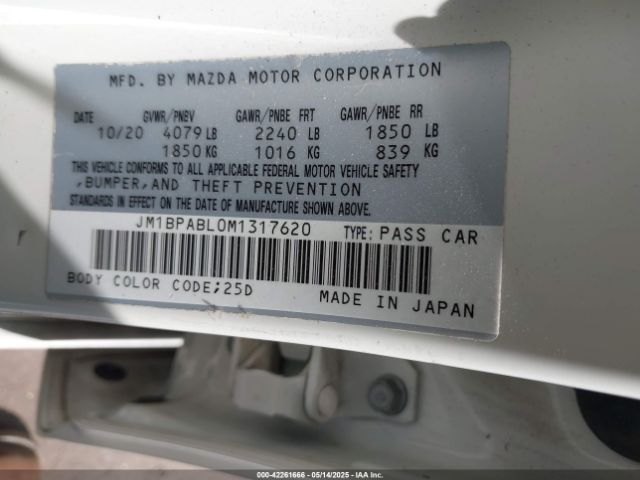 MFD. BY MAZDA MOTOR CORPORATION
DATE GVWR/PNBV GAWR/PNBE FRT GAWR/PNBE RR
10/20 4079 LB 2240 LB 1850 LB
1850 KG 1016 KG 839 KG
THIS VEHICLE CONFORMS TO ALL APPLICABLE FEDERAL MOTOR VEHICLE SAFETY
,BUMPER,AND THEFT PREVENTION
STANDARDS IN EFFECT ON THE DATE OF MANUFACTURE SHOWN ABOVE.
JM1BPABL0M1317620 TYPE: PASS CAR
BODY COLOR CODE;25D MADE IN JAPAN
000-42261666 - 05/14/2025 - IAA Inc.